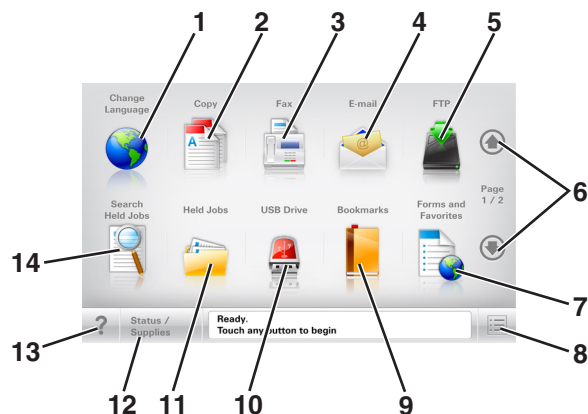 1 2 3 4 5
Change
Language
Copy
Fax
E-mail
FTP
A
@
6
Page
1 / 2
Search
Held Jobs
Held Jobs
USB Drive
Bookmarks
Forms and
Favorites
14
7
?
Status /
Supplies
Ready.
Touch any button to begin
13 12 11 10 9 8